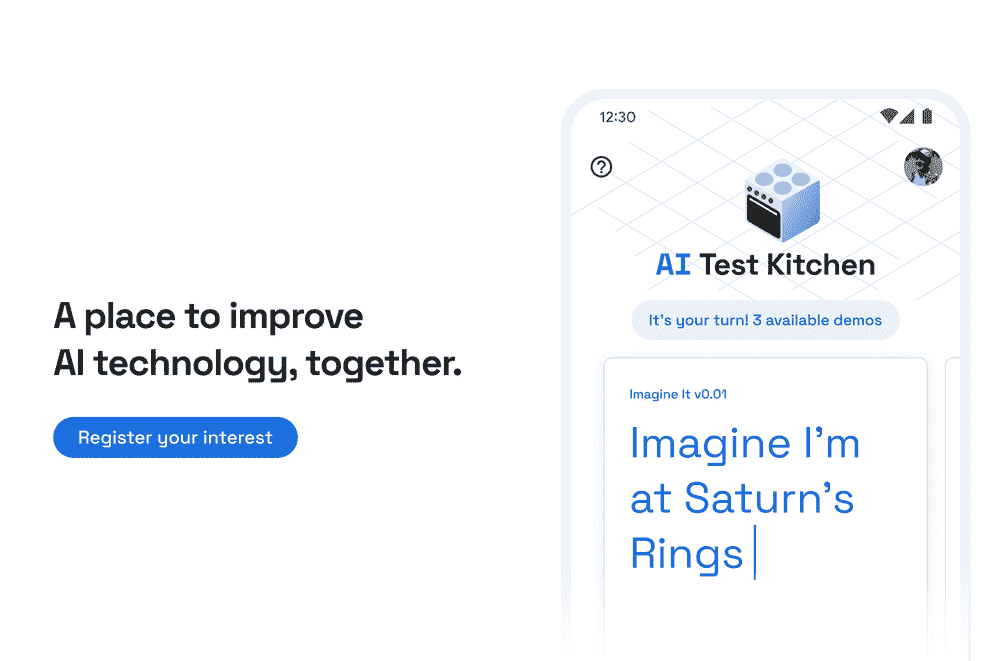 A place to improve
AI technology, together.
Register your interest
12:30
?
AI Test Kitchen
It's your turn! 3 available demos
Imagine It v0.01
Imagine I'm
at Saturn's
Rings